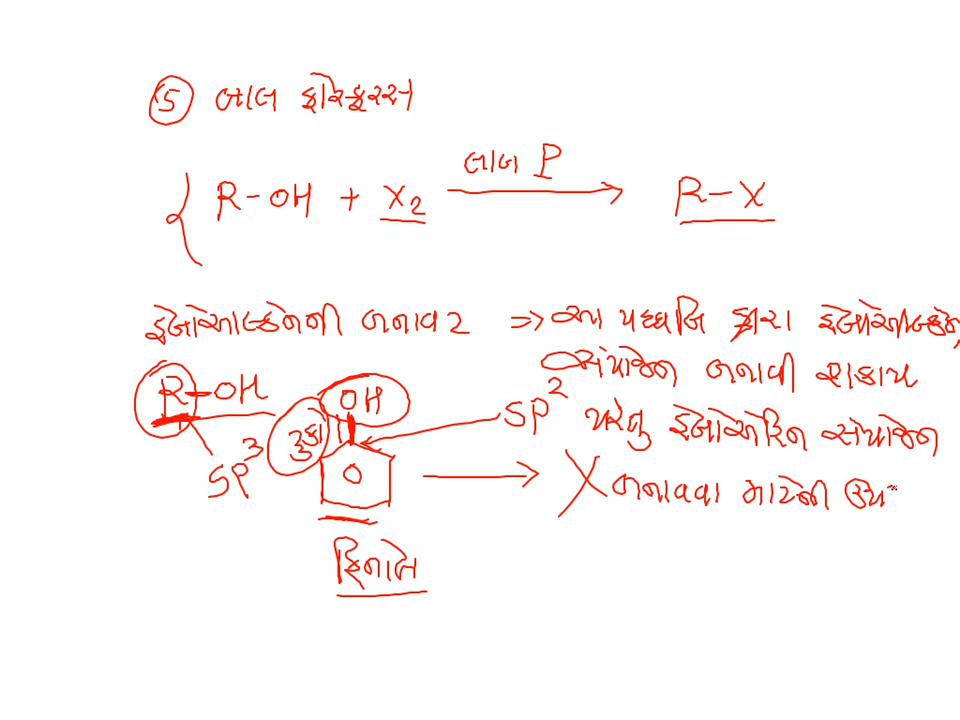 5 લાલ ફોસ્ફરસ
R-OH + X2 લાલ P R-X
હેલોઆલ્કેનની બનાવટ ⇒ આ પધ્ધતિ દ્વારા હેલોઆલ્કેન
સંયોજન બનાવી શકાય
R-OH OH SP2 પરંતુ હેલોએરિન સંયોજન
SP3 ટુંકો બનાવવા માટેની ઉપ
ફિનોલ